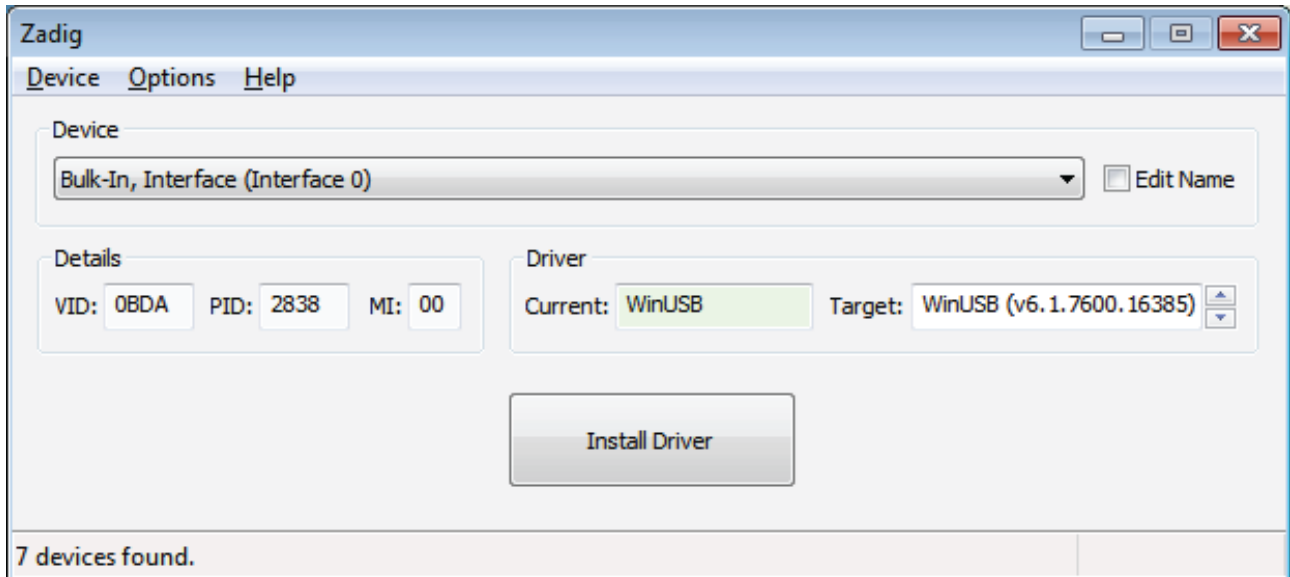 Zadig
Device Options Help
Device
Bulk-In, Interface (Interface 0) Edit Name
Details Driver
VID: 0BDA PID: 2838 MI: 00 Current: WinUSB Target: WinUSB (v6.1.7600.16385)
Install Driver
7 devices found.